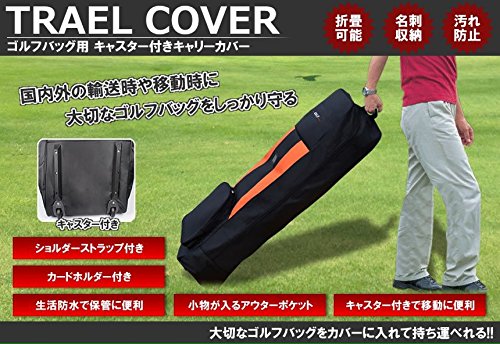 TRAEL COVER
ゴルフバッグ用 キャスター付きキャリーカバー
折畳
可能
名刺
収納
汚れ
防止
国内外の輸送時や移動時に
大切なゴルフバッグをしっかり守る
キャスター付き
ショルダーストラップ付き
カードホルダー付き
生活防水で保管に便利
小物が入るアウターポケット
キャスター付きで移動に便利
大切なゴルフバッグをカバーに入れて持ち運べれる!!